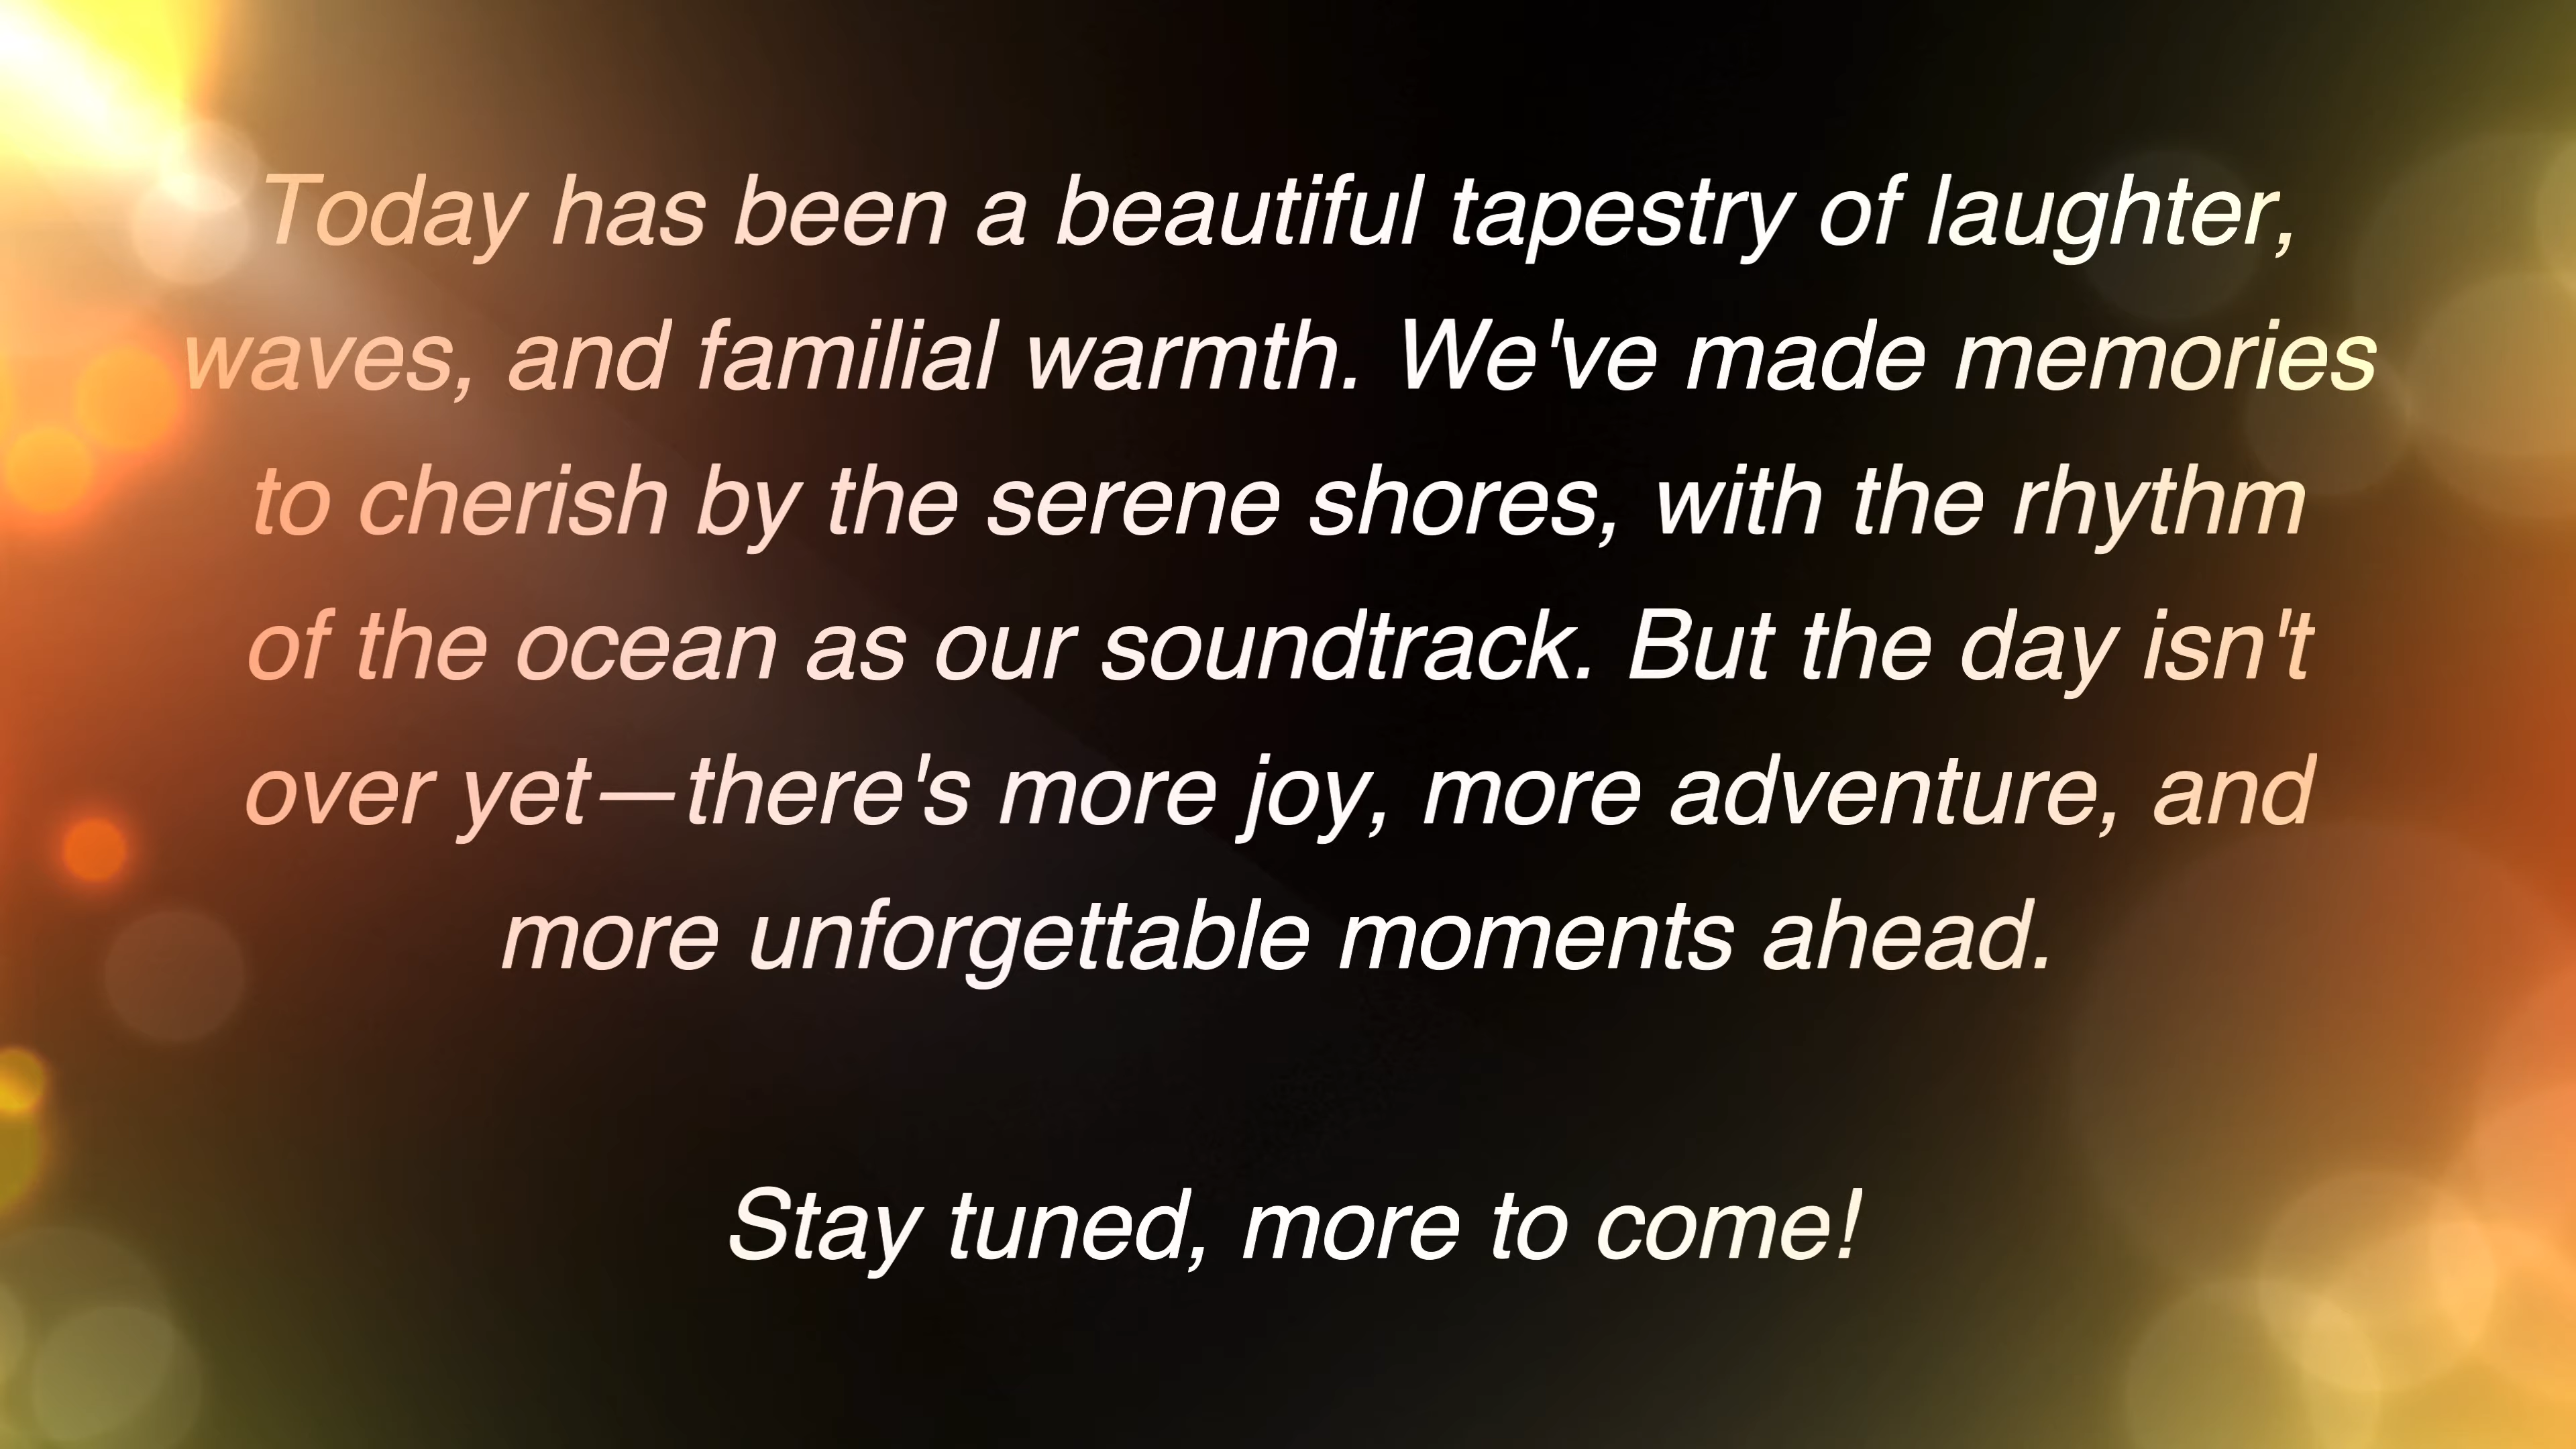 Today has been a beautiful tapestry of laughter,
waves, and familial warmth. We've made memories
to cherish by the serene shores, with the rhythm
of the ocean as our soundtrack. But the day isn't
over yet—there's more joy, more adventure, and
more unforgettable moments ahead.
Stay tuned, more to come!